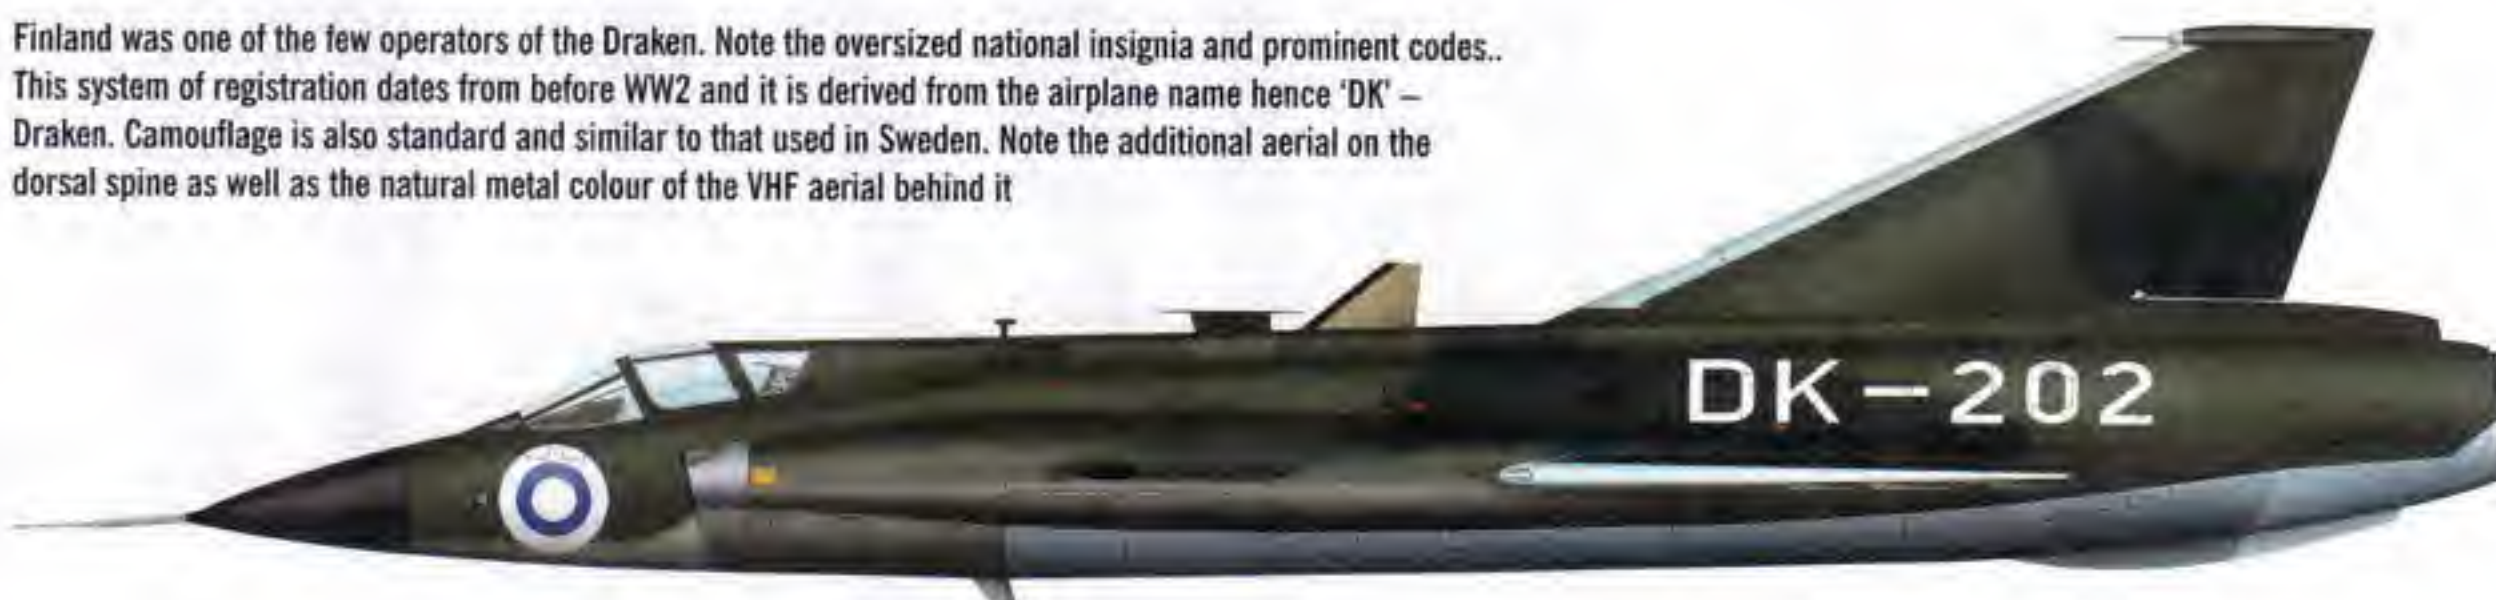 Finland was one of the few operators of the Draken. Note the oversized national insignia and prominent codes..
This system of registration dates from before WW2 and it is derived from the airplane name hence ‘DK’ –
Draken. Camouflage is also standard and similar to that used in Sweden. Note the additional aerial on the
dorsal spine as well as the natural metal colour of the VHF aerial behind it
DK–202